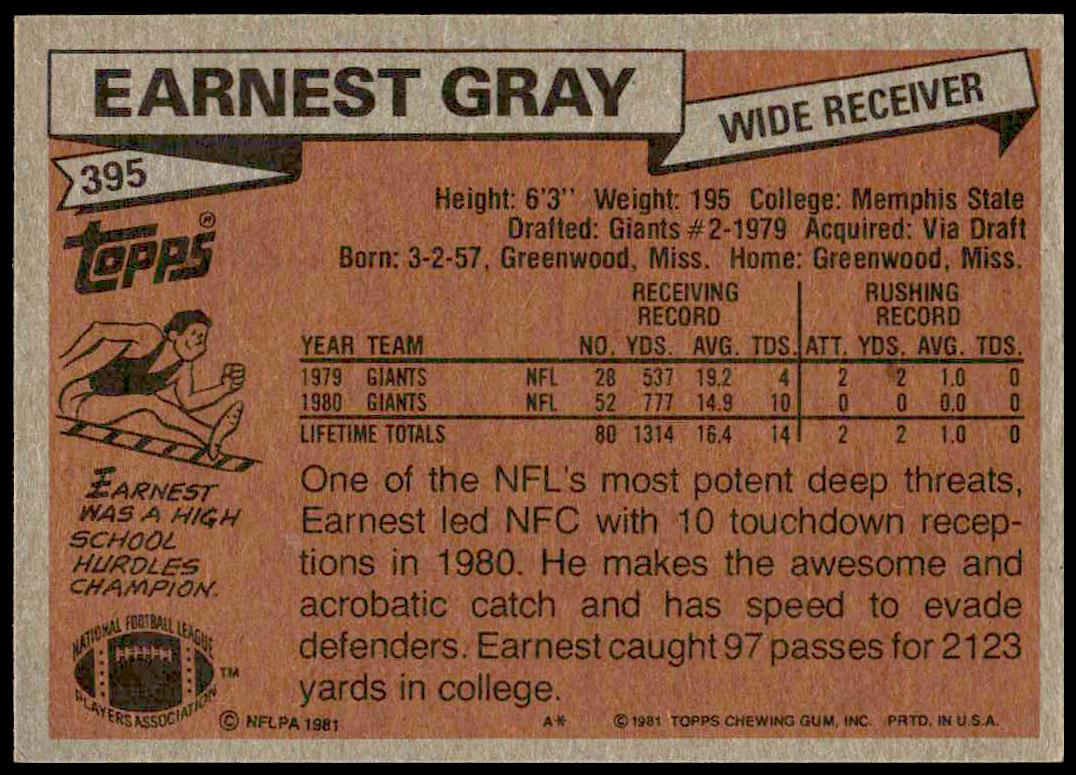 EARNEST GRAY
WIDE RECEIVER
395
Topps®
Height: 6'3" Weight: 195 College: Memphis State
Drafted: Giants #2-1979 Acquired: Via Draft
Born: 3-2-57, Greenwood, Miss. Home: Greenwood, Miss.
RECEIVING RECORD RUSHING RECORD
YEAR TEAM NO. YDS. AVG. TDS. ATT. YDS. AVG. TDS.
1979 GIANTS NFL 28 537 19.2 4 2 2 1.0 0
1980 GIANTS NFL 52 777 14.9 10 0 0 0.0 0
LIFETIME TOTALS 80 1314 16.4 14 2 2 1.0 0
EARNEST
WAS A HIGH
SCHOOL
HURDLES
CHAMPION.
One of the NFL's most potent deep threats,
Earnest led NFC with 10 touchdown recep-
tions in 1980. He makes the awesome and
acrobatic catch and has speed to evade
defenders. Earnest caught 97 passes for 2123
yards in college.
NATIONAL FOOTBALL LEAGUE
PLAYERS ASSOCIATION
TM
© NFLPA 1981 A* © 1981 TOPPS CHEWING GUM, INC. PRTD. IN U.S.A.